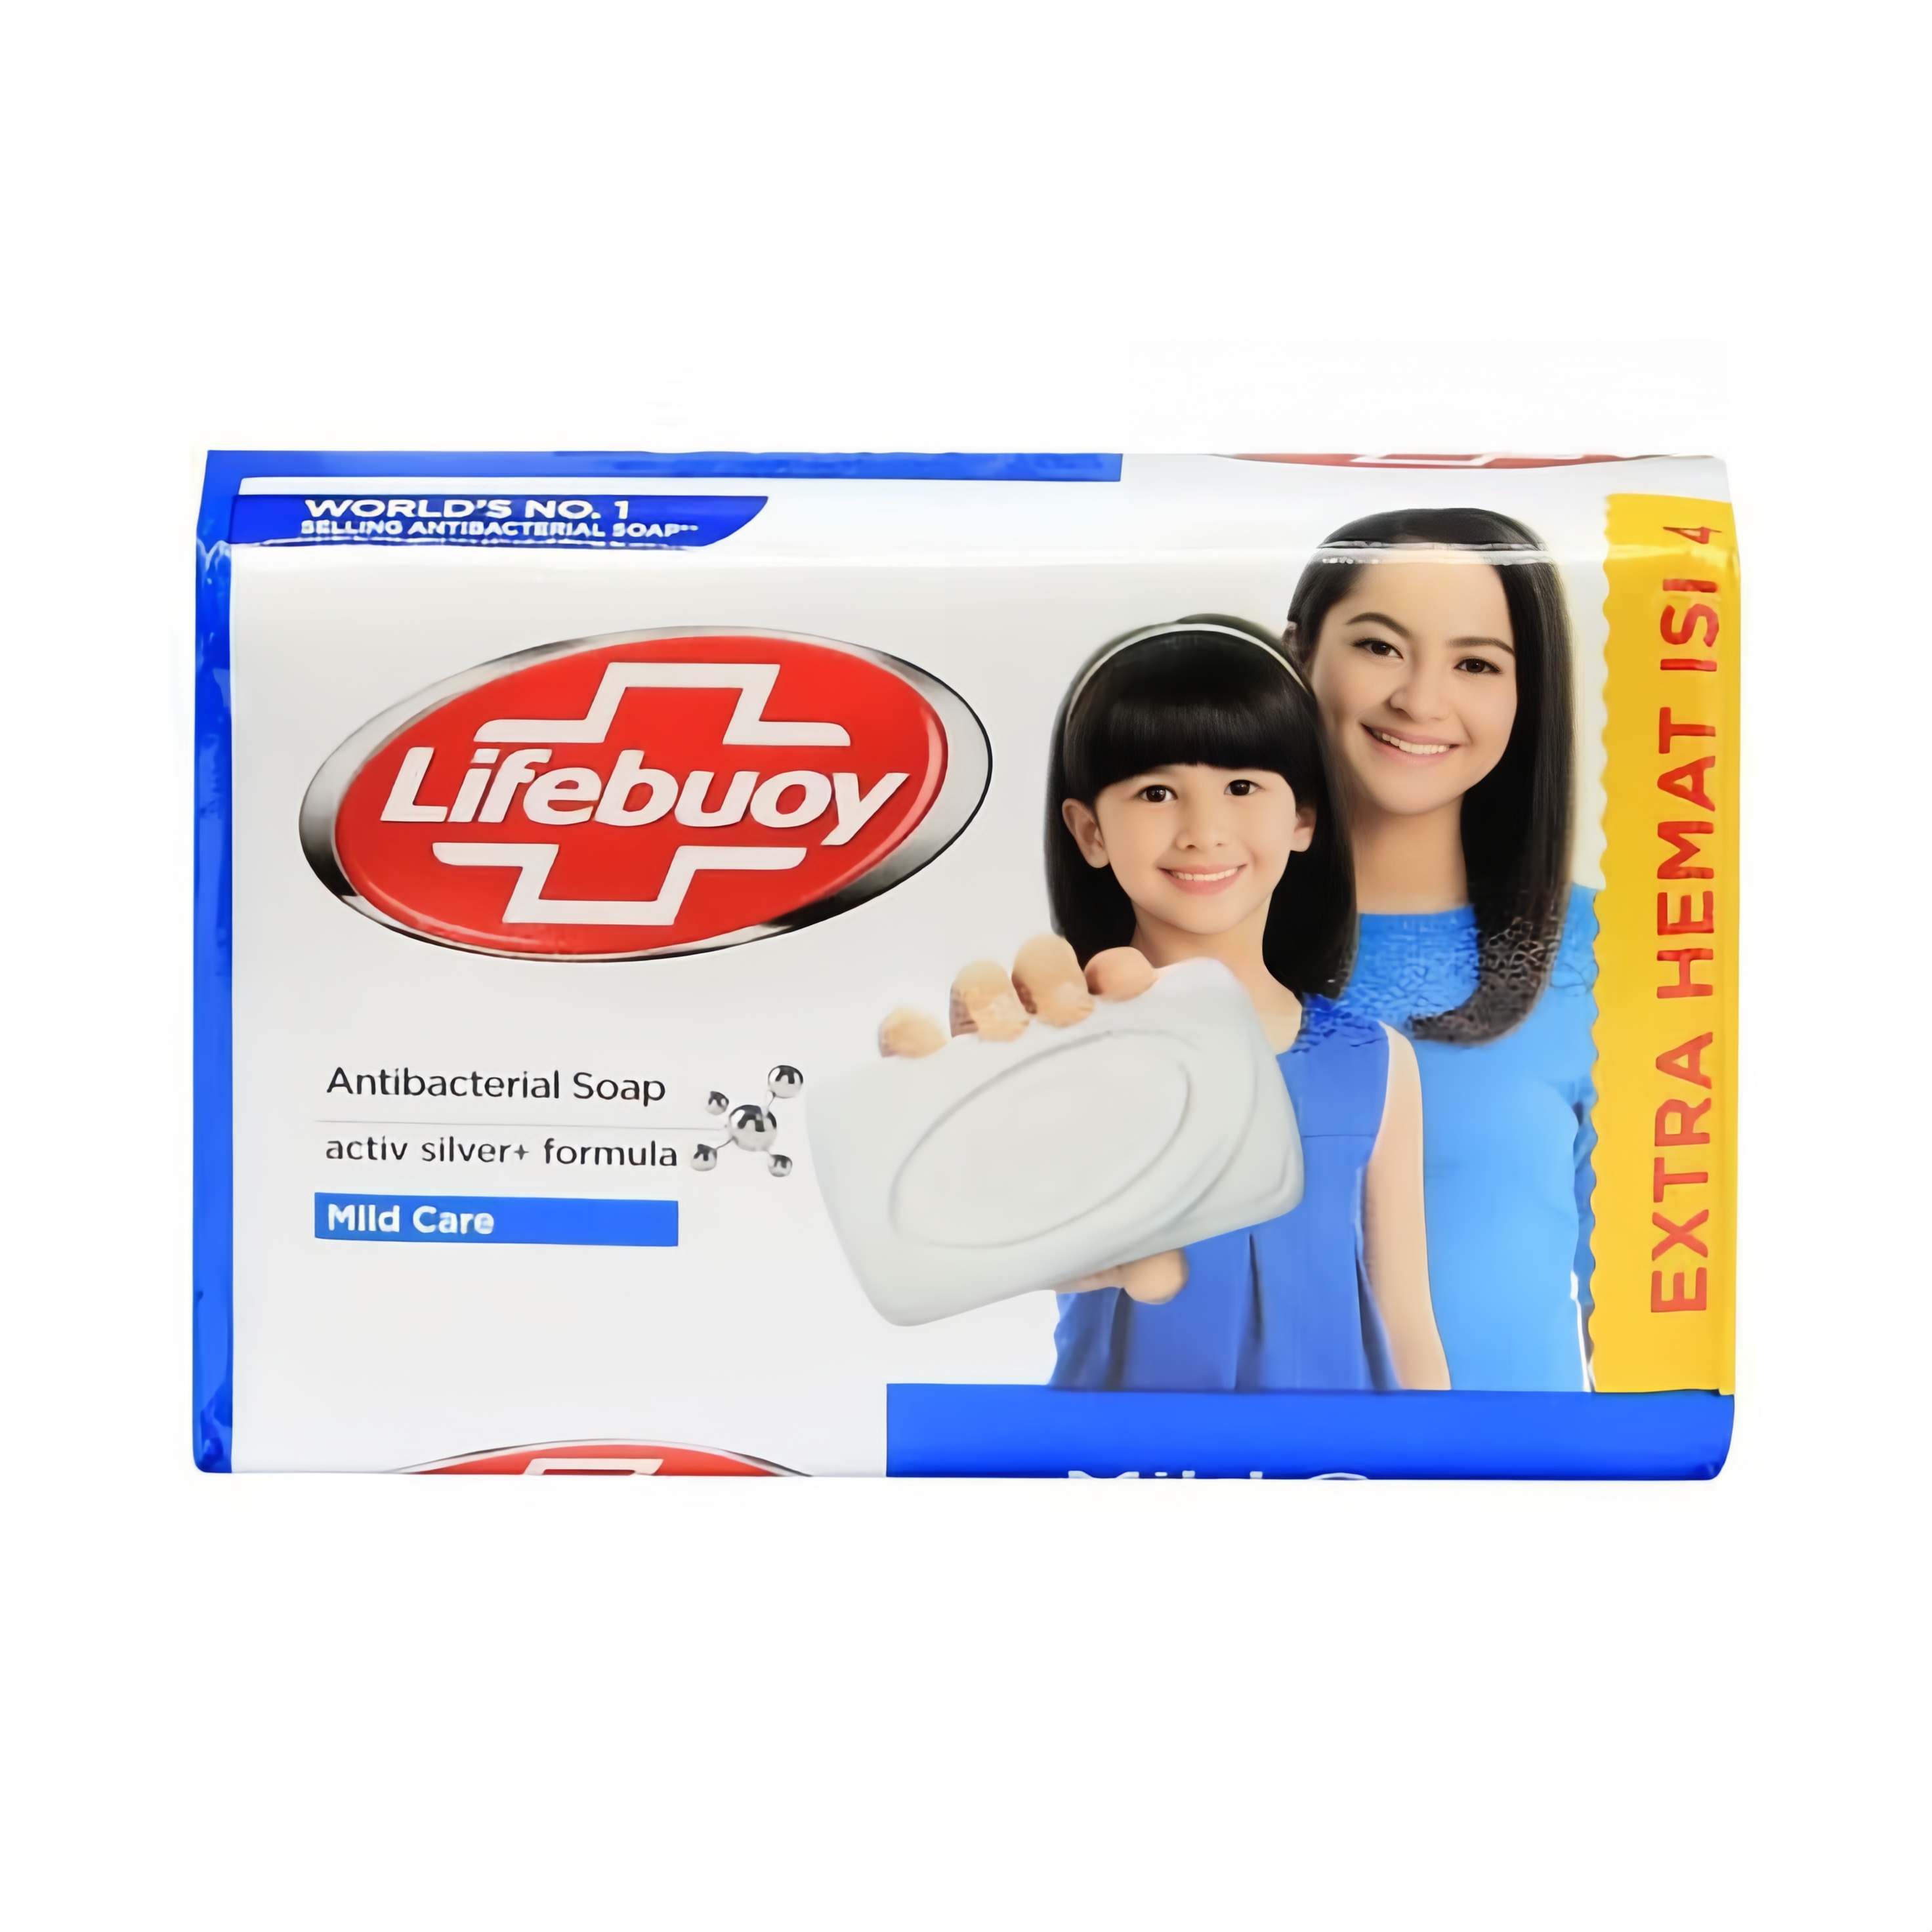 WORLD'S NO. 1
SELLING ANTIBACTERIAL SOAP
Lifebuoy
Antibacterial Soap
activ silver+ formula
Mild Care
EXTRA HEMAT ISI 4